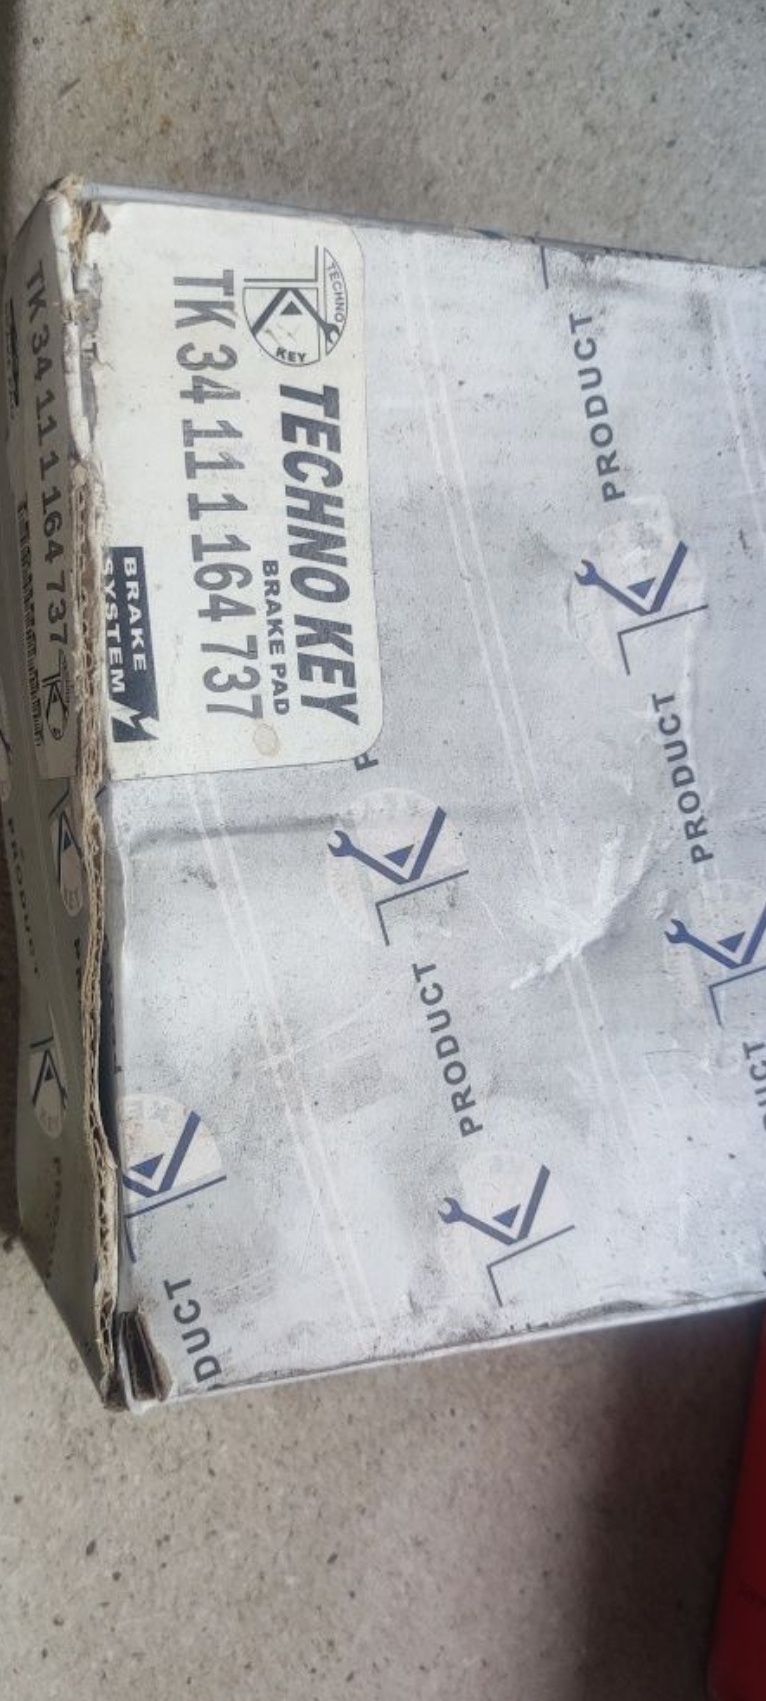 TECHNO
KEY
TECHNO KEY
BRAKE PAD
TK 34 11 1 164 737
BRAKE
SYSTEM
TK 34 11 1 164 737
PRODUCT
PRODUCT
PRODUCT
DUCT
UCT
P
PRODUCT